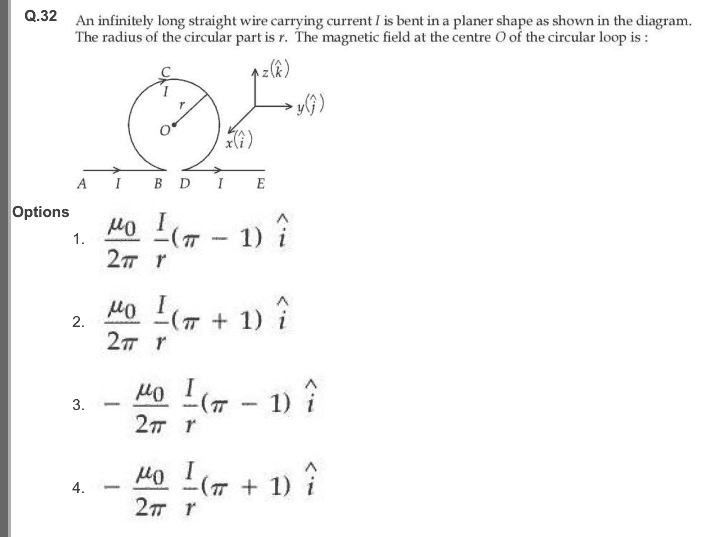 Q.32 An infinitely long straight wire carrying current I is bent in a planer shape as shown in the diagram.
The radius of the circular part is r. The magnetic field at the centre O of the circular loop is :
C
I
r
O
z(k̂)
y(ĵ)
x(î)
A I B D I E
Options
1. μ₀/2π I/r (π − 1) î
2. μ₀/2π I/r (π + 1) î
3. − μ₀/2π I/r (π − 1) î
4. − μ₀/2π I/r (π + 1) î